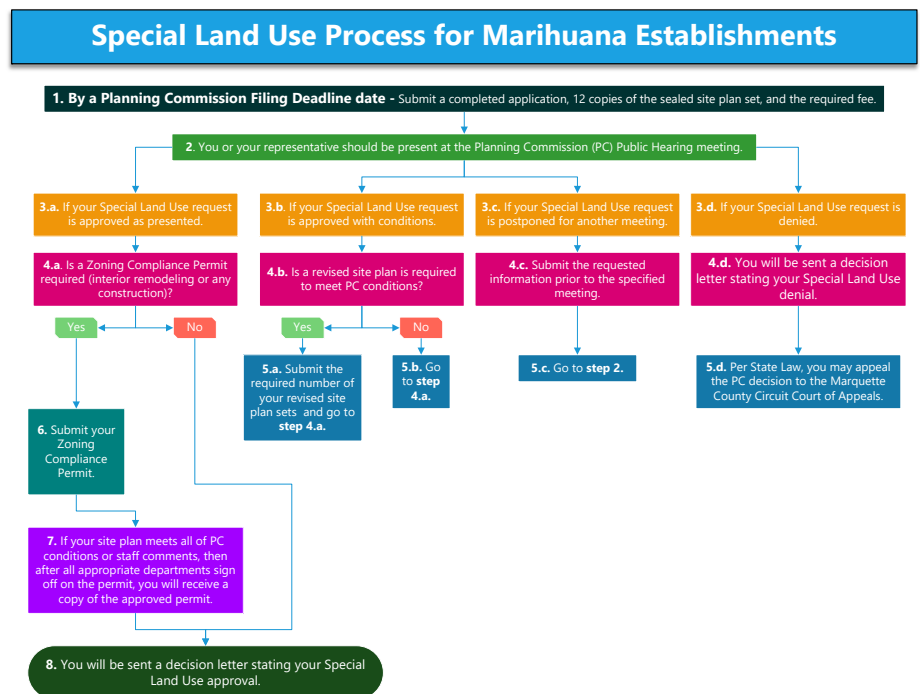 Special Land Use Process for Marihuana Establishments
1. By a Planning Commission Filing Deadline date - Submit a completed application, 12 copies of the sealed site plan set, and the required fee.
2. You or your representative should be present at the Planning Commission (PC) Public Hearing meeting.
3.a. If your Special Land Use request
is approved as presented.
3.b. If your Special Land Use request
is approved with conditions.
3.c. If your Special Land Use request
is postponed for another meeting.
3.d. If your Special Land Use request is
denied.
4.a. Is a Zoning Compliance Permit
required (interior remodeling or any
construction)?
4.b. Is a revised site plan is required
to meet PC conditions?
4.c. Submit the requested
information prior to the specified
meeting.
4.d. You will be sent a decision
letter stating your Special Land Use
denial.
Yes
No
Yes
No
5.a. Submit the
required number of
your revised site
plan sets and go to
step 4.a.
5.b. Go
to step
4.a.
5.c. Go to step 2.
5.d. Per State Law, you may appeal
the PC decision to the Marquette
County Circuit Court of Appeals.
6. Submit your
Zoning
Compliance
Permit.
7. If your site plan meets all of PC
conditions or staff comments, then
after all appropriate departments sign
off on the permit, you will receive a
copy of the approved permit.
8. You will be sent a decision letter stating your Special
Land Use approval.